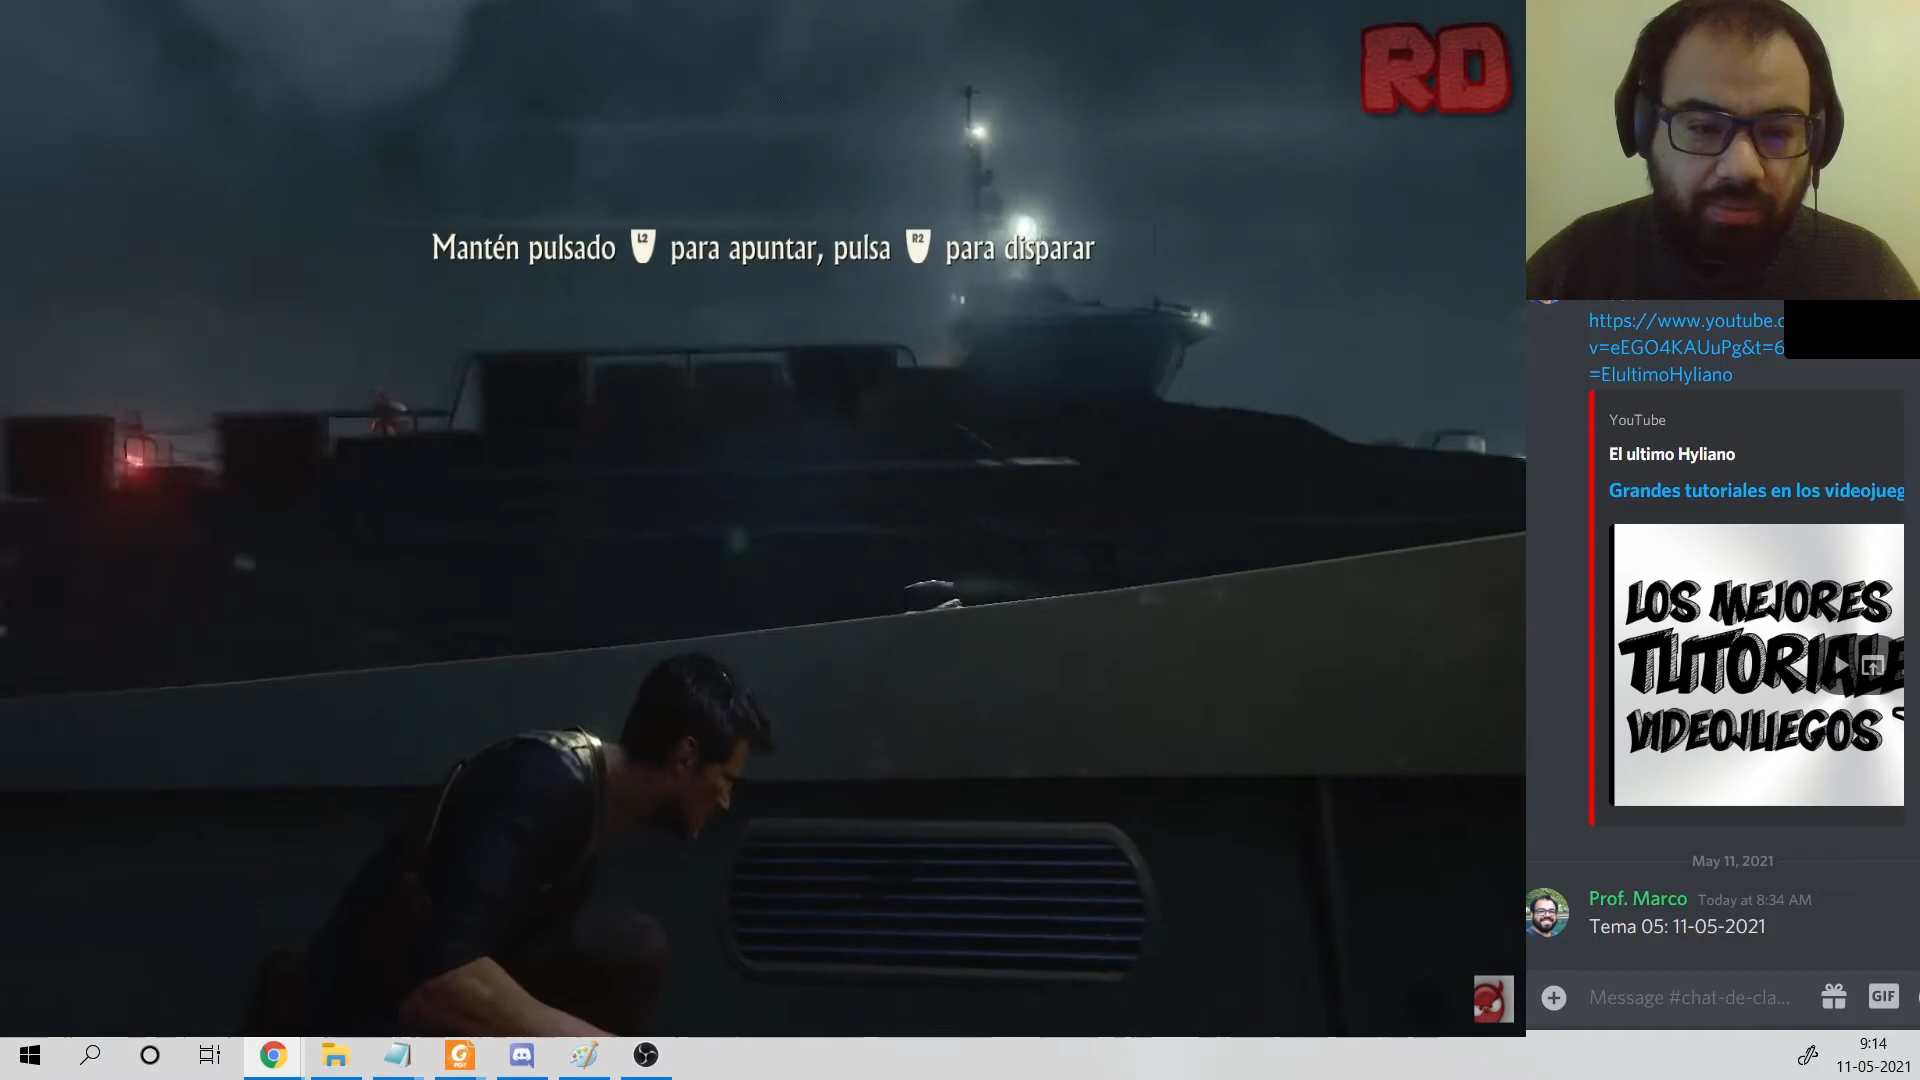 RD
Mantén pulsado L2 para apuntar, pulsa R2 para disparar
https://www.youtube.c
v=eEGO4KAUuPg&t=6
=ElultimoHyliano
YouTube
El ultimo Hyliano
Grandes tutoriales en los videojueg
LOS MEJORES
TUTORIALE
VIDEOJUEGOS
May 11, 2021
Prof. Marco Today at 8:34 AM
Tema 05: 11-05-2021
Message #chat-de-cla...
GIF
PDF
9:14
11-05-2021